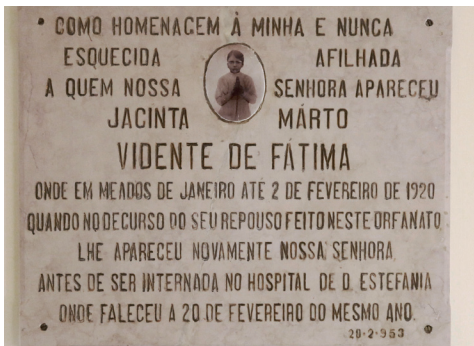 COMO HOMENAGEM À MINHA E NUNCA
ESQUECIDA AFILHADA
A QUEM NOSSA SENHORA APARECEU
JACINTA MÁRTO
VIDENTE DE FÁTIMA
ONDE EM MEADOS DE JANEIRO ATÉ 2 DE FEVEREIRO DE 1920
QUANDO NO DECURSO DO SEU REPOUSO FEITO NESTE ORFANATO
LHE APARECEU NOVAMENTE NOSSA SENHORA
ANTES DE SER INTERNADA NO HOSPITAL DE D. ESTEFANIA
ONDE FALECEU A 20 DE FEVEREIRO DO MESMO ANO.
20-2-953